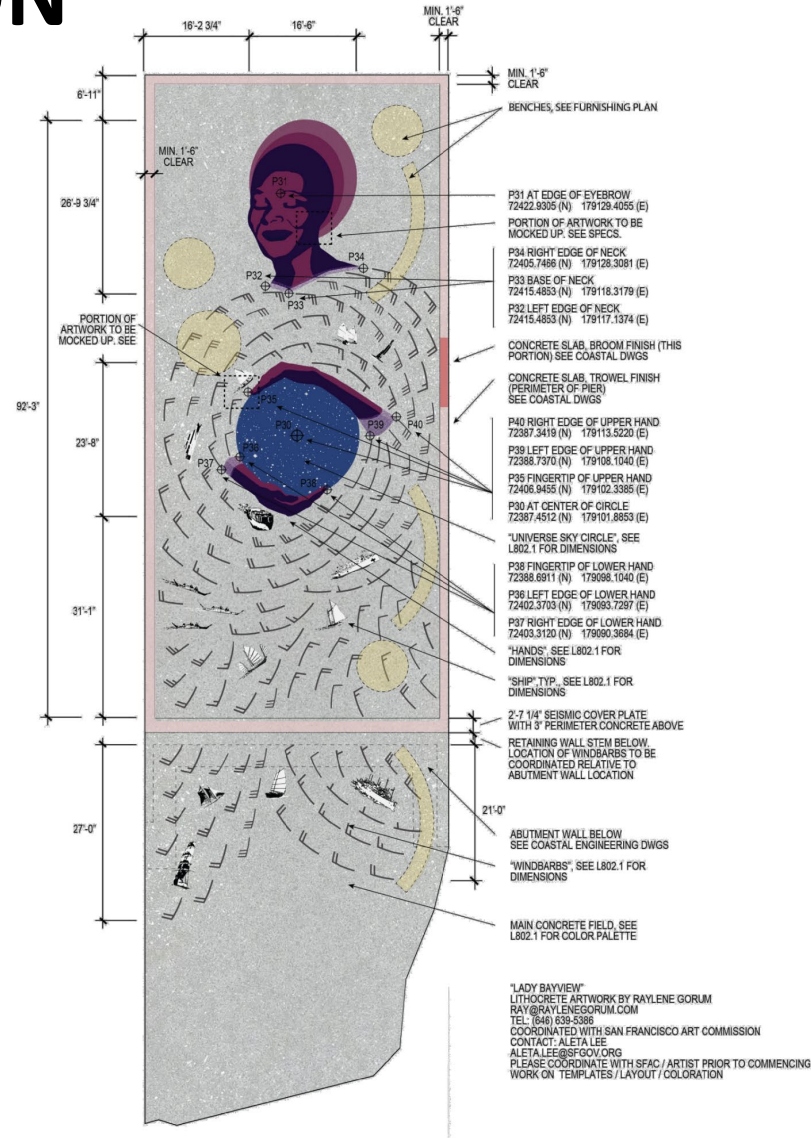 MIN. 1'-6"
CLEAR
16'-2 3/4"
16'-6"
MIN. 1'-6"
CLEAR
6'-11"
BENCHES, SEE FURNISHING PLAN
MIN. 1'-6"
CLEAR
P31
26'-9 3/4"
P31 AT EDGE OF EYEBROW
72422.9305 (N) 179129.4055 (E)
PORTION OF ARTWORK TO BE
MOCKED UP. SEE SPECS.
P34
P32
P33
P34 RIGHT EDGE OF NECK
72405.7466 (N) 179128.3081 (E)
P33 BASE OF NECK
72415.4853 (N) 179118.3179 (E)
P32 LEFT EDGE OF NECK
72415.4853 (N) 179117.1374 (E)
PORTION OF
ARTWORK TO BE
MOCKED UP. SEE
CONCRETE SLAB, BROOM FINISH (THIS
PORTION) SEE COASTAL DWGS
CONCRETE SLAB, TROWEL FINISH
(PERIMETER OF PIER)
SEE COASTAL DWGS
92'-3"
23'-8"
P35
P30
P39
P40
P36
P37
P38
P40 RIGHT EDGE OF UPPER HAND
72387.3419 (N) 179113.5220 (E)
P39 LEFT EDGE OF UPPER HAND
72388.7370 (N) 179108.1040 (E)
P35 FINGERTIP OF UPPER HAND
72406.9455 (N) 179102.3385 (E)
P30 AT CENTER OF CIRCLE
72387.4512 (N) 179101.8853 (E)
"UNIVERSE SKY CIRCLE", SEE
L802.1 FOR DIMENSIONS
P38 FINGERTIP OF LOWER HAND
72388.6911 (N) 179098.1040 (E)
P36 LEFT EDGE OF LOWER HAND
72402.3703 (N) 179093.7297 (E)
P37 RIGHT EDGE OF LOWER HAND
72403.3120 (N) 179090.3684 (E)
31'-1"
"HANDS", SEE L802.1 FOR
DIMENSIONS
"SHIP",TYP., SEE L802.1 FOR
DIMENSIONS
2'-7 1/4" SEISMIC COVER PLATE
WITH 3" PERIMETER CONCRETE ABOVE
RETAINING WALL STEM BELOW.
LOCATION OF WINDBARBS TO BE
COORDINATED RELATIVE TO
ABUTMENT WALL LOCATION
27'-0"
21'-0"
ABUTMENT WALL BELOW
SEE COASTAL ENGINEERING DWGS
"WINDBARBS", SEE L802.1 FOR
DIMENSIONS
MAIN CONCRETE FIELD, SEE
L802.1 FOR COLOR PALETTE
"LADY BAYVIEW"
LITHOCRETE ARTWORK BY RAYLENE GORUM
RAY@RAYLENEGORUM.COM
TEL: (646) 639-5386
COORDINATED WITH SAN FRANCISCO ART COMMISSION
CONTACT: ALETA LEE
ALETA.LEE@SFGOV.ORG
PLEASE COORDINATE WITH SFAC / ARTIST PRIOR TO COMMENCING
WORK ON TEMPLATES / LAYOUT / COLORATION